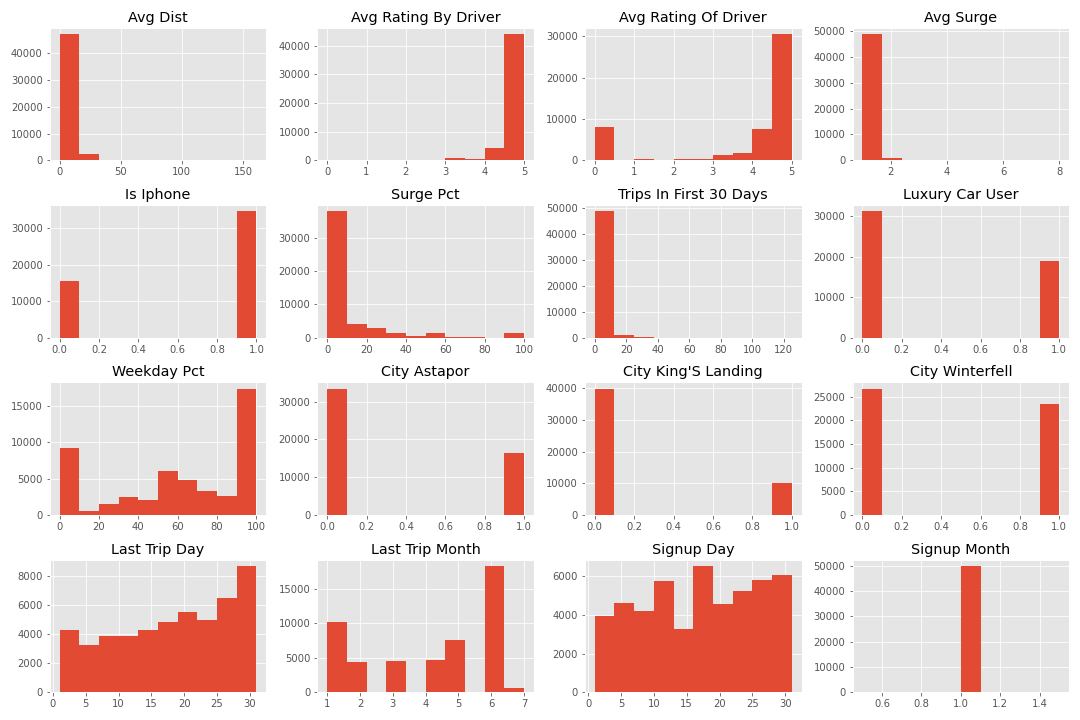 Avg Dist Avg Rating By Driver Avg Rating Of Driver Avg Surge
40000 30000 20000 10000 0
0 50 100 150
40000 30000 20000 10000 0
0 1 2 3 4 5
30000 20000 10000 0
0 1 2 3 4 5
50000 40000 30000 20000 10000 0
2 4 6 8
Is Iphone Surge Pct Trips In First 30 Days Luxury Car User
30000 20000 10000 0
0.0 0.2 0.4 0.6 0.8 1.0
30000 20000 10000 0
0 20 40 60 80 100
50000 40000 30000 20000 10000 0
0 20 40 60 80 100 120
30000 20000 10000 0
0.0 0.2 0.4 0.6 0.8 1.0
Weekday Pct City Astapor City King'S Landing City Winterfell
15000 10000 5000 0
0 20 40 60 80 100
30000 20000 10000 0
0.0 0.2 0.4 0.6 0.8 1.0
40000 30000 20000 10000 0
0.0 0.2 0.4 0.6 0.8 1.0
25000 20000 15000 10000 5000 0
0.0 0.2 0.4 0.6 0.8 1.0
Last Trip Day Last Trip Month Signup Day Signup Month
8000 6000 4000 2000 0
0 5 10 15 20 25 30
15000 10000 5000 0
1 2 3 4 5 6 7
6000 4000 2000 0
0 5 10 15 20 25 30
50000 40000 30000 20000 10000 0
0.6 0.8 1.0 1.2 1.4